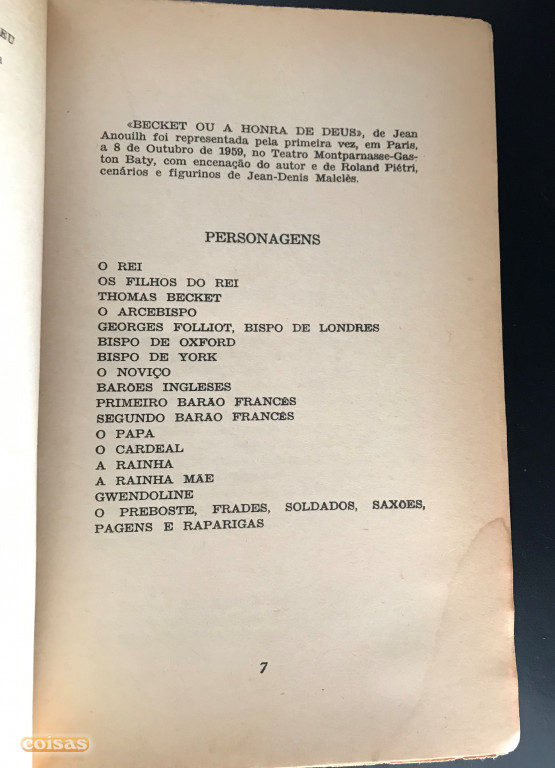 EU
«BECKET OU A HONRA DE DEUS», de Jean
Anouilh foi representada pela primeira vez, em Paris,
a 8 de Outubro de 1959, no Teatro Montparnasse-Gas-
ton Baty, com encenação do autor e de Roland Piétri,
cenários e figurinos de Jean-Denis Malclès.
PERSONAGENS
O REI
OS FILHOS DO REI
THOMAS BECKET
O ARCEBISPO
GEORGES FOLLIOT, BISPO DE LONDRES
BISPO DE OXFORD
BISPO DE YORK
O NOVIÇO
BARÕES INGLESES
PRIMEIRO BARÃO FRANCÊS
SEGUNDO BARÃO FRANCÊS
O PAPA
O CARDEAL
A RAINHA
A RAINHA MÃE
GWENDOLINE
O PREBOSTE, FRADES, SOLDADOS, SAXÕES,
PAGENS E RAPARIGAS
7
coisas